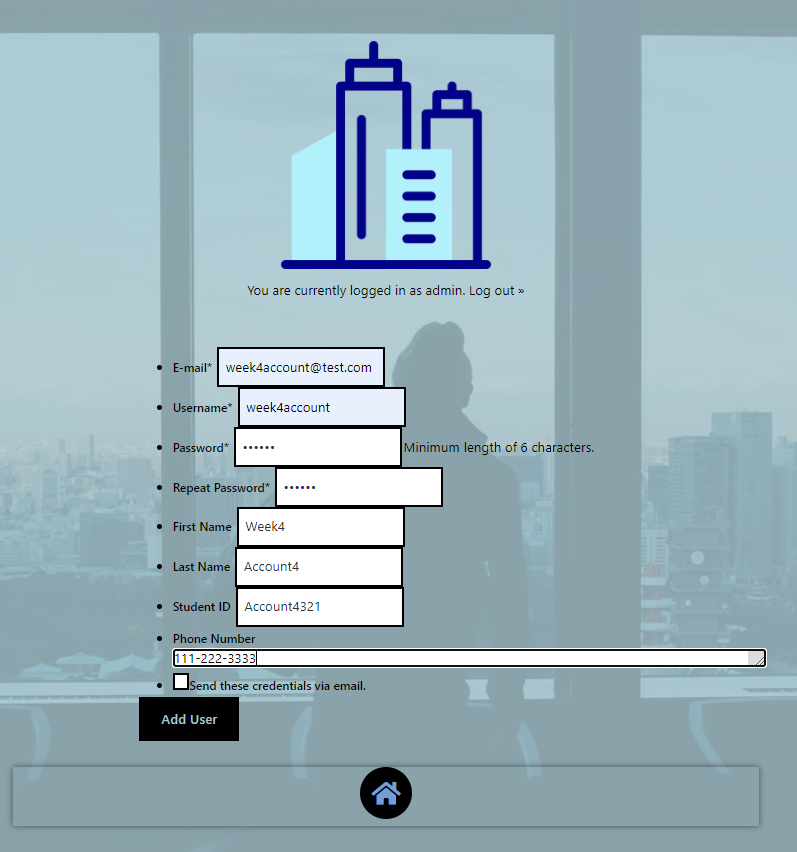 You are currently logged in as admin. Log out »
E-mail* week4account@test.com
Username* week4account
Password* •••••• Minimum length of 6 characters.
Repeat Password* ••••••
First Name Week4
Last Name Account4
Student ID Account4321
Phone Number
111-222-3333
Send these credentials via email.
Add User